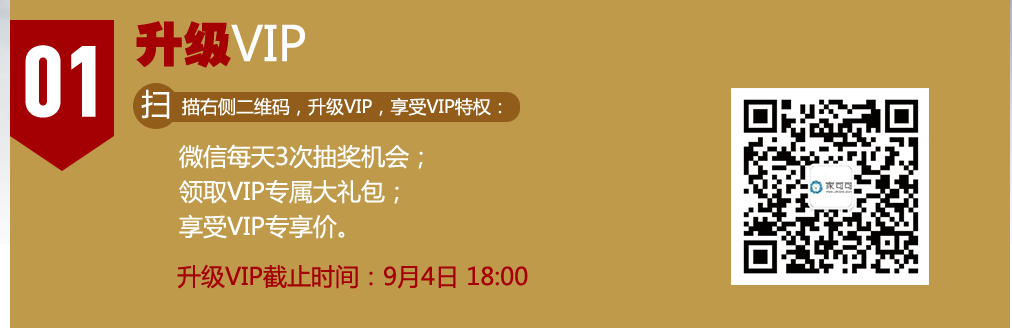 01
升级VIP
扫描右侧二维码，升级VIP，享受VIP特权：
微信每天3次抽奖机会；
领取VIP专属大礼包；
享受VIP专享价。
升级VIP截止时间：9月4日 18:00
家可可